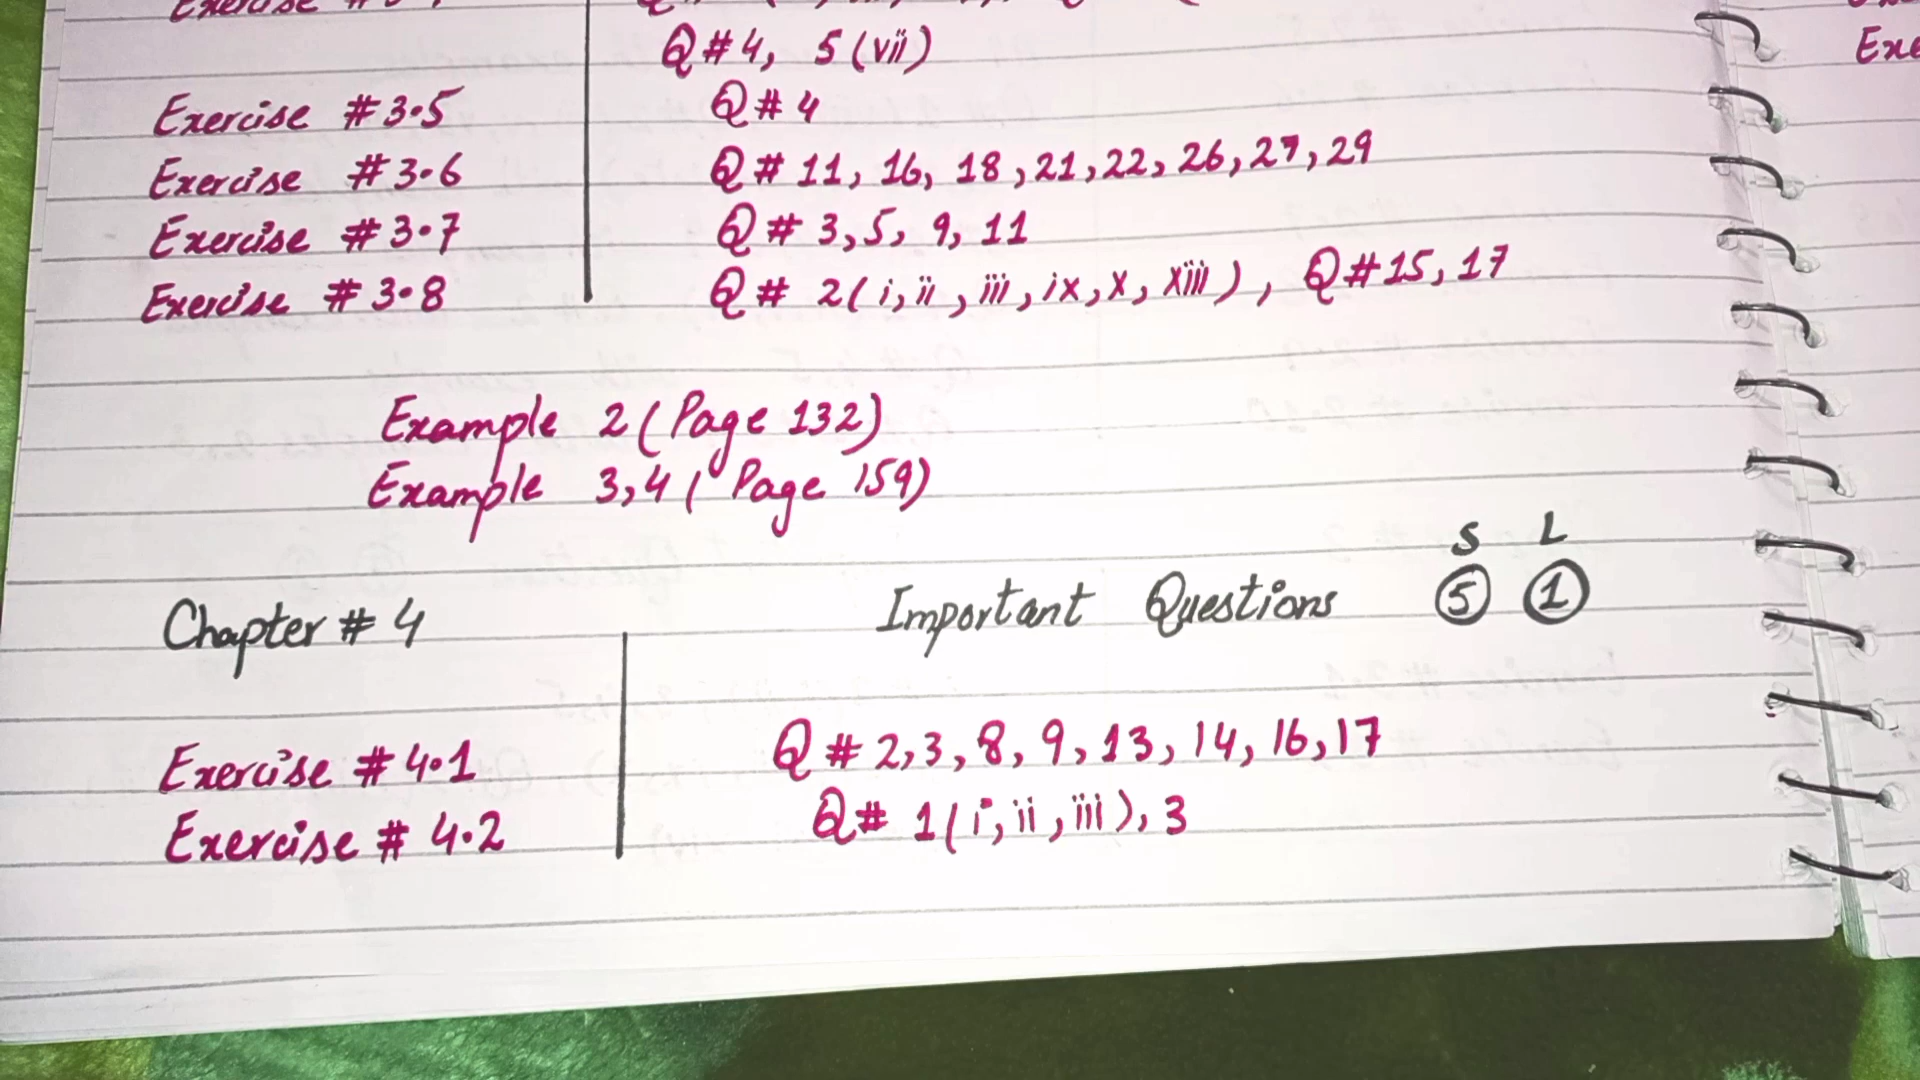 Exercise #
Q # 4, 5 (vii)
Exercise # 3.5 Q # 4
Exercise # 3.6 Q # 11, 16, 18, 21, 22, 26, 27, 29
Exercise # 3.7 Q # 3, 5, 9, 11
Exercise # 3.8 Q # 2 ( i, ii, iii, ix, x, xiii ), Q # 15, 17
Example 2 ( Page 132)
Example 3,4 ( Page 159)
S L
Chapter # 4 Important Questions 5 1
Exercise # 4.1 Q # 2, 3, 8, 9, 13, 14, 16, 17
Exercise # 4.2 Q # 1 ( i, ii, iii ), 3